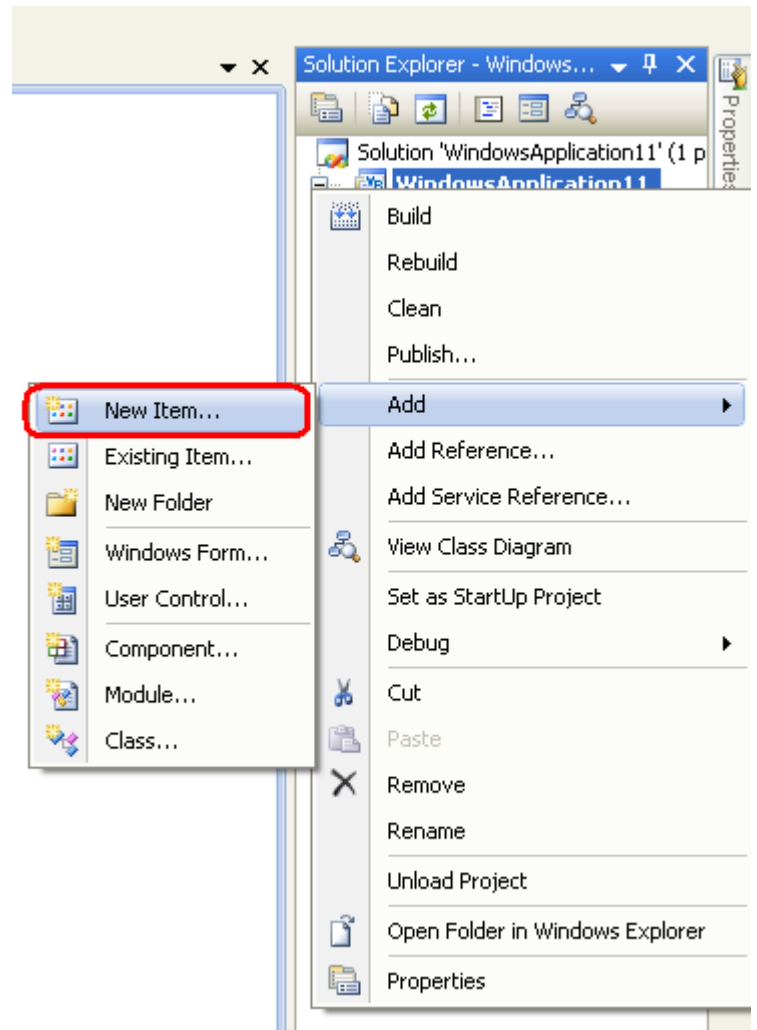 Solution Explorer - Windows...
Properties
Solution 'WindowsApplication11' (1 p
VB WindowsApplication11
Build
Rebuild
Clean
Publish...
Add
Add Reference...
Add Service Reference...
View Class Diagram
Set as StartUp Project
Debug
Cut
Paste
Remove
Rename
Unload Project
Open Folder in Windows Explorer
Properties
New Item...
Existing Item...
New Folder
Windows Form...
User Control...
Component...
Module...
Class...